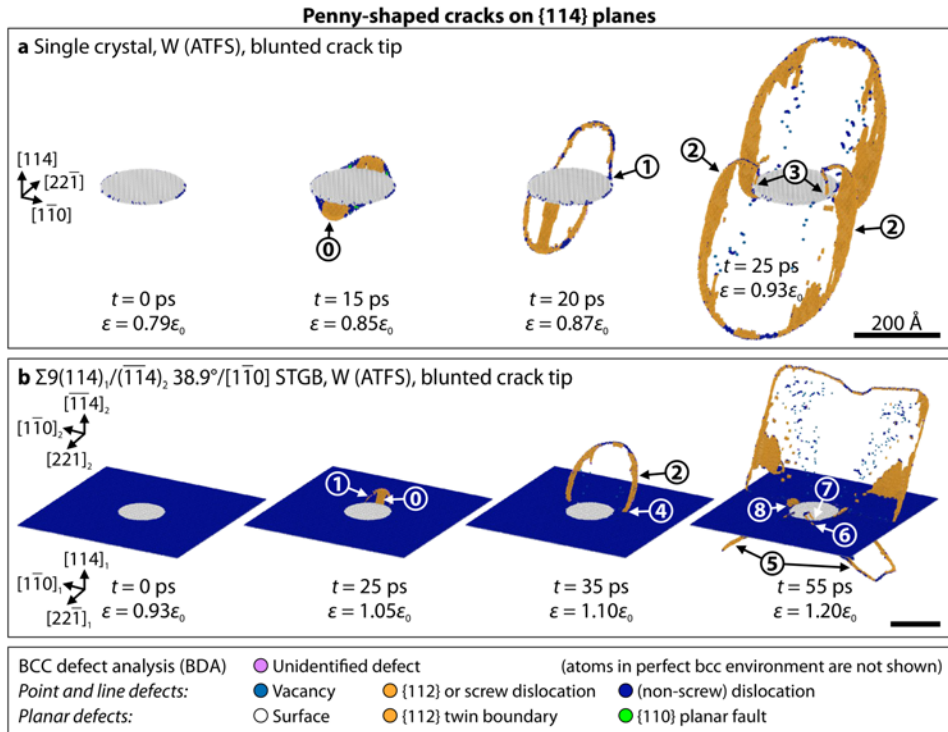 Penny-shaped cracks on {114} planes
a Single crystal, W (ATFS), blunted crack tip
[114]
[221̅]
[11̅0]
⓪
①
②
③
②
t = 0 ps
ε = 0.79ε₀
t = 15 ps
ε = 0.85ε₀
t = 20 ps
ε = 0.87ε₀
t = 25 ps
ε = 0.93ε₀
200 Å
b Σ9(114)₁/(1̅1̅4)₂ 38.9°/[11̅0] STGB, W (ATFS), blunted crack tip
[1̅1̅4]₂
[11̅0]₂
[221]₂
①
⓪
②
④
⑦
⑧
⑥
⑤
[114]₁
[11̅0]₁
[221̅]₁
t = 0 ps
ε = 0.93ε₀
t = 25 ps
ε = 1.05ε₀
t = 35 ps
ε = 1.10ε₀
t = 55 ps
ε = 1.20ε₀
BCC defect analysis (BDA) Unidentified defect (atoms in perfect bcc environment are not shown)
Point and line defects: Vacancy {112} or screw dislocation (non-screw) dislocation
Planar defects: Surface {112} twin boundary {110} planar fault